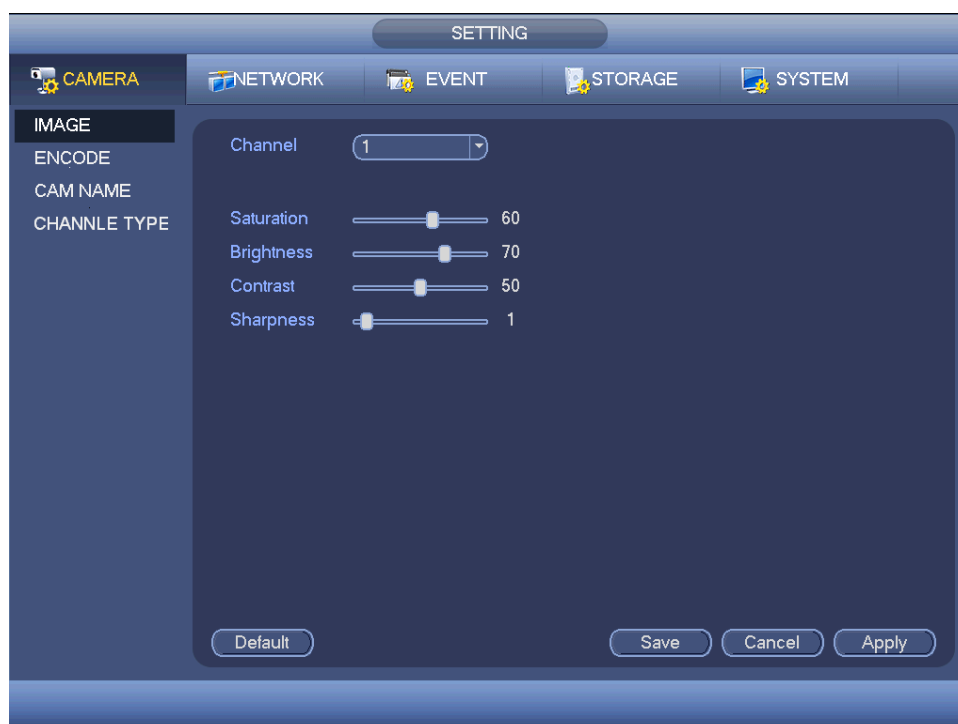 SETTING
CAMERA NETWORK EVENT STORAGE SYSTEM
IMAGE
ENCODE
CAM NAME
CHANNLE TYPE
Channel 1
Saturation 60
Brightness 70
Contrast 50
Sharpness 1
Default Save Cancel Apply